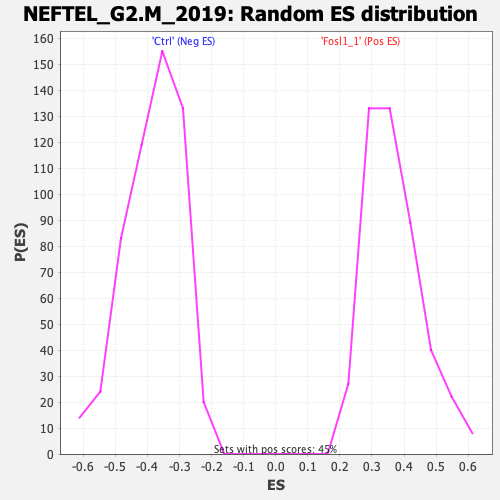 NEFTEL_G2.M_2019: Random ES distribution
'Ctrl' (Neg ES) 'Fosl1_1' (Pos ES)
160
150
140
130
120
110
100
90
80
70
60
50
40
30
20
10
0
P(ES)
Sets with pos scores: 45%
-0.6 -0.5 -0.4 -0.3 -0.2 -0.1 0.0 0.1 0.2 0.3 0.4 0.5 0.6
ES